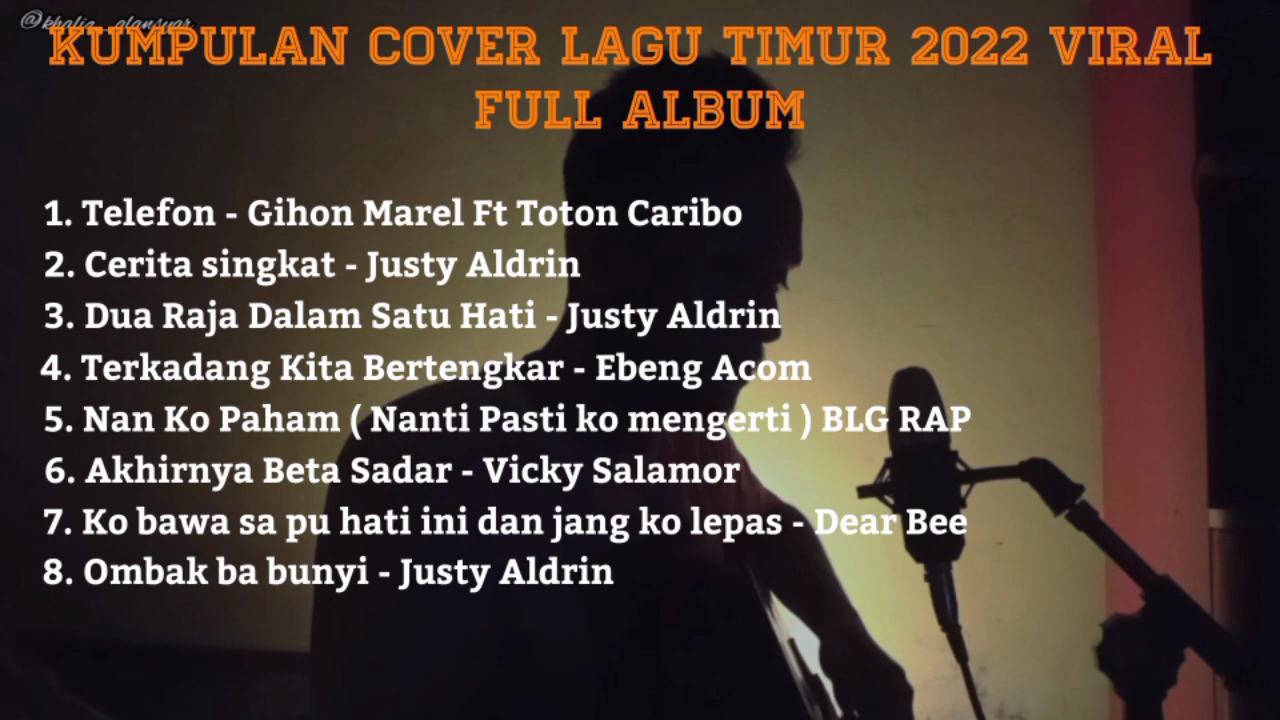 KUMPULAN COVER LAGU TIMUR 2022 VIRAL
FULL ALBUM
1. Telefon - Gihon Marel Ft Toton Caribo
2. Cerita singkat - Justy Aldrin
3. Dua Raja Dalam Satu Hati - Justy Aldrin
4. Terkadang Kita Bertengkar - Ebeng Acom
5. Nan Ko Paham ( Nanti Pasti ko mengerti ) BLG RAP
6. Akhirnya Beta Sadar - Vicky Salamor
7. Ko bawa sa pu hati ini dan jang ko lepas - Dear Bee
8. Ombak ba bunyi - Justy Aldrin